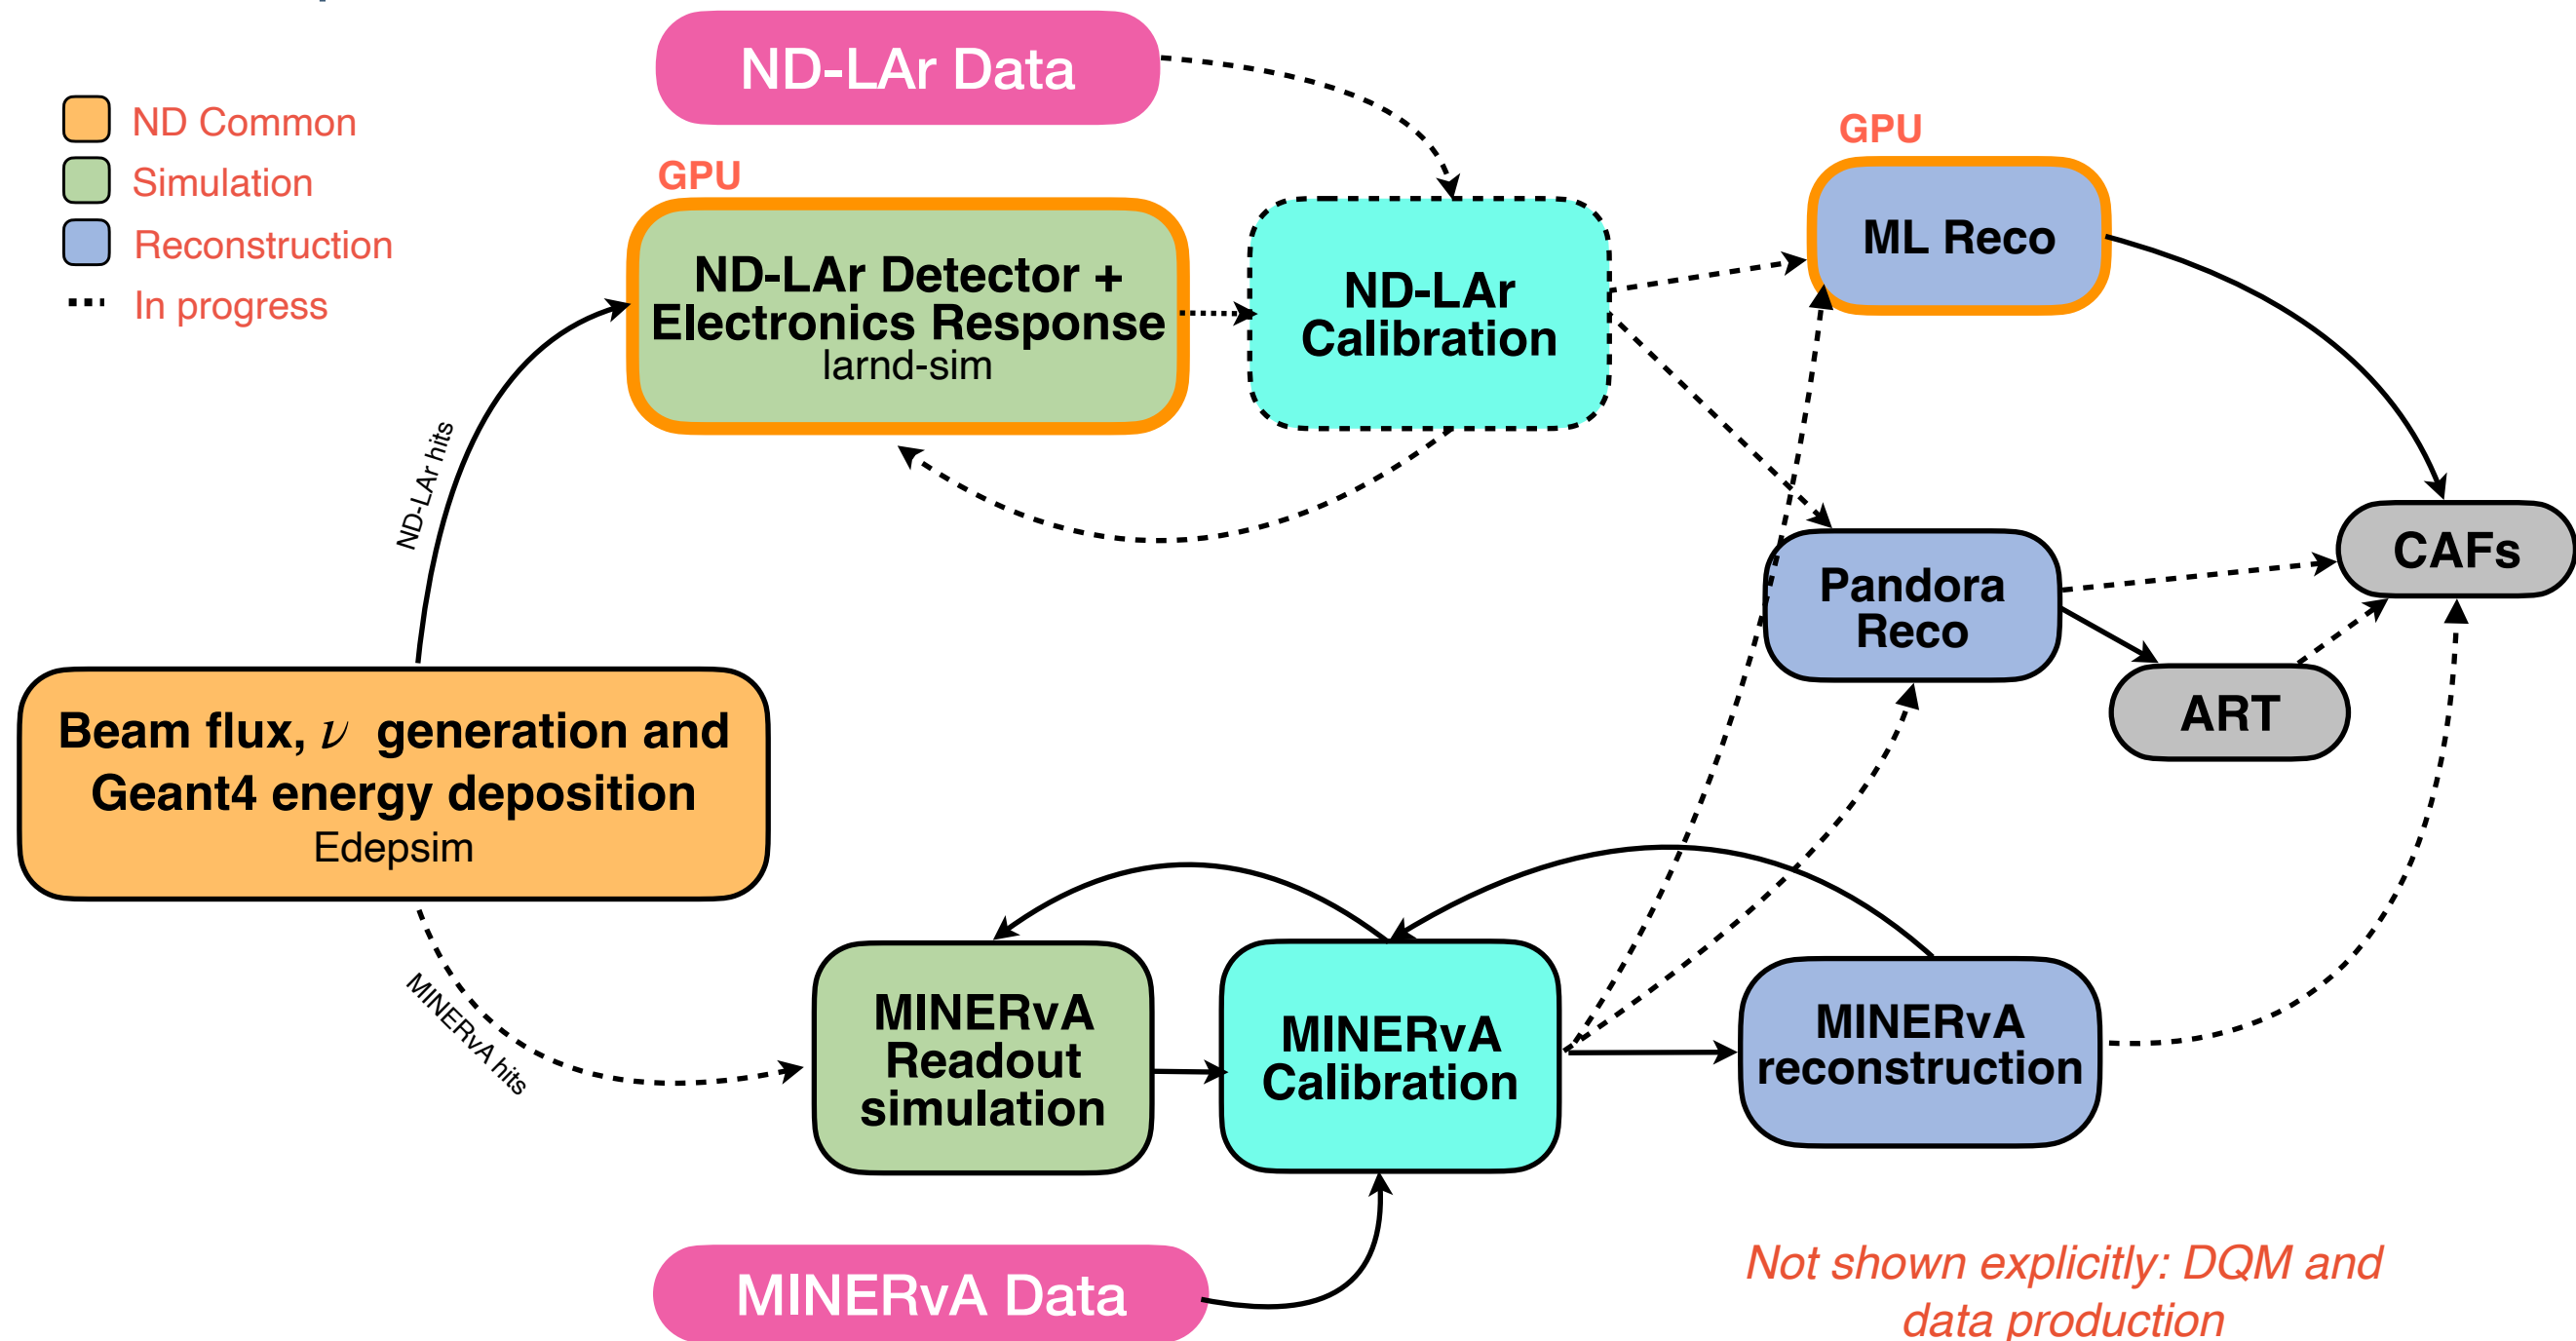 ND-LAr Data
ND Common
Simulation
Reconstruction
In progress
GPU
ND-LAr Detector +
Electronics Response
larnd-sim
ND-LAr
Calibration
GPU
ML Reco
ND-LAr hits
Pandora
Reco
CAFs
ART
Beam flux, ν generation and
Geant4 energy deposition
Edepsim
MINERvA hits
MINERvA
Readout
simulation
MINERvA
Calibration
MINERvA
reconstruction
MINERvA Data
Not shown explicitly: DQM and
data production